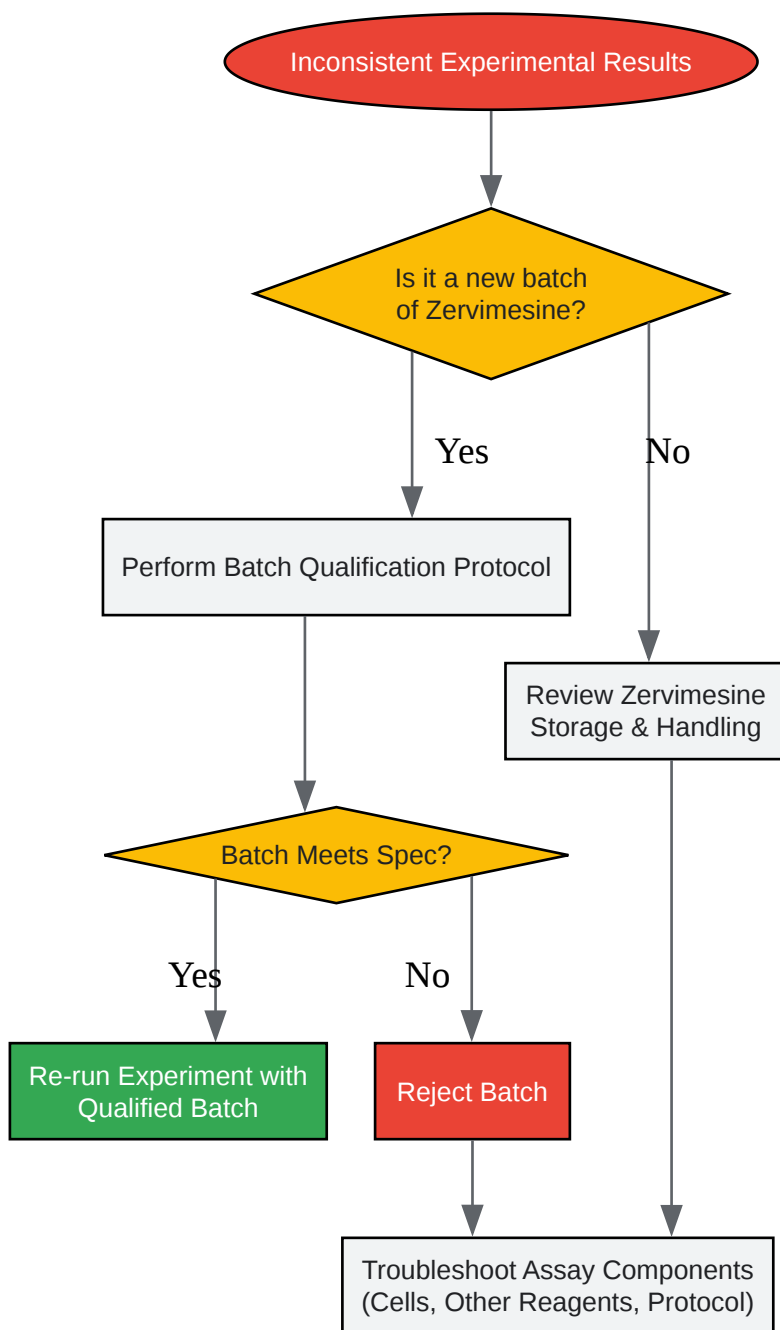 Inconsistent Experimental Results
Is it a new batch
of Zervimesine?
Yes
No
Perform Batch Qualification Protocol
Review Zervimesine
Storage & Handling
Batch Meets Spec?
Yes
No
Re-run Experiment with
Qualified Batch
Reject Batch
Troubleshoot Assay Components
(Cells, Other Reagents, Protocol)